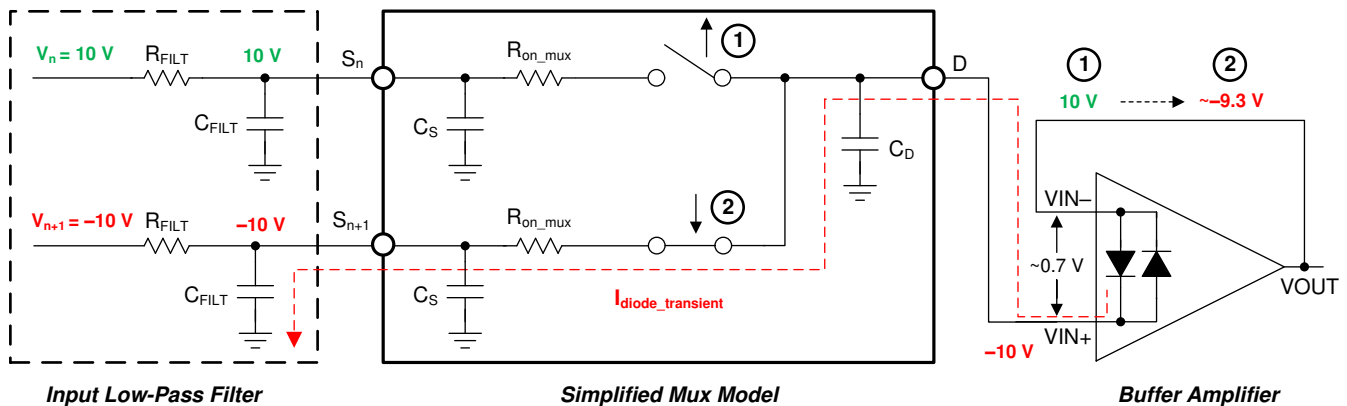 Vn = 10 V
RFILT
10 V
Sn
Ron_mux
1
D
1
2
10 V
~–9.3 V
CFILT
CS
CD
VIN–
Vn+1 = –10 V
RFILT
–10 V
Sn+1
Ron_mux
2
~0.7 V
CFILT
CS
Idiode_transient
VOUT
VIN+
–10 V
Input Low-Pass Filter
Simplified Mux Model
Buffer Amplifier